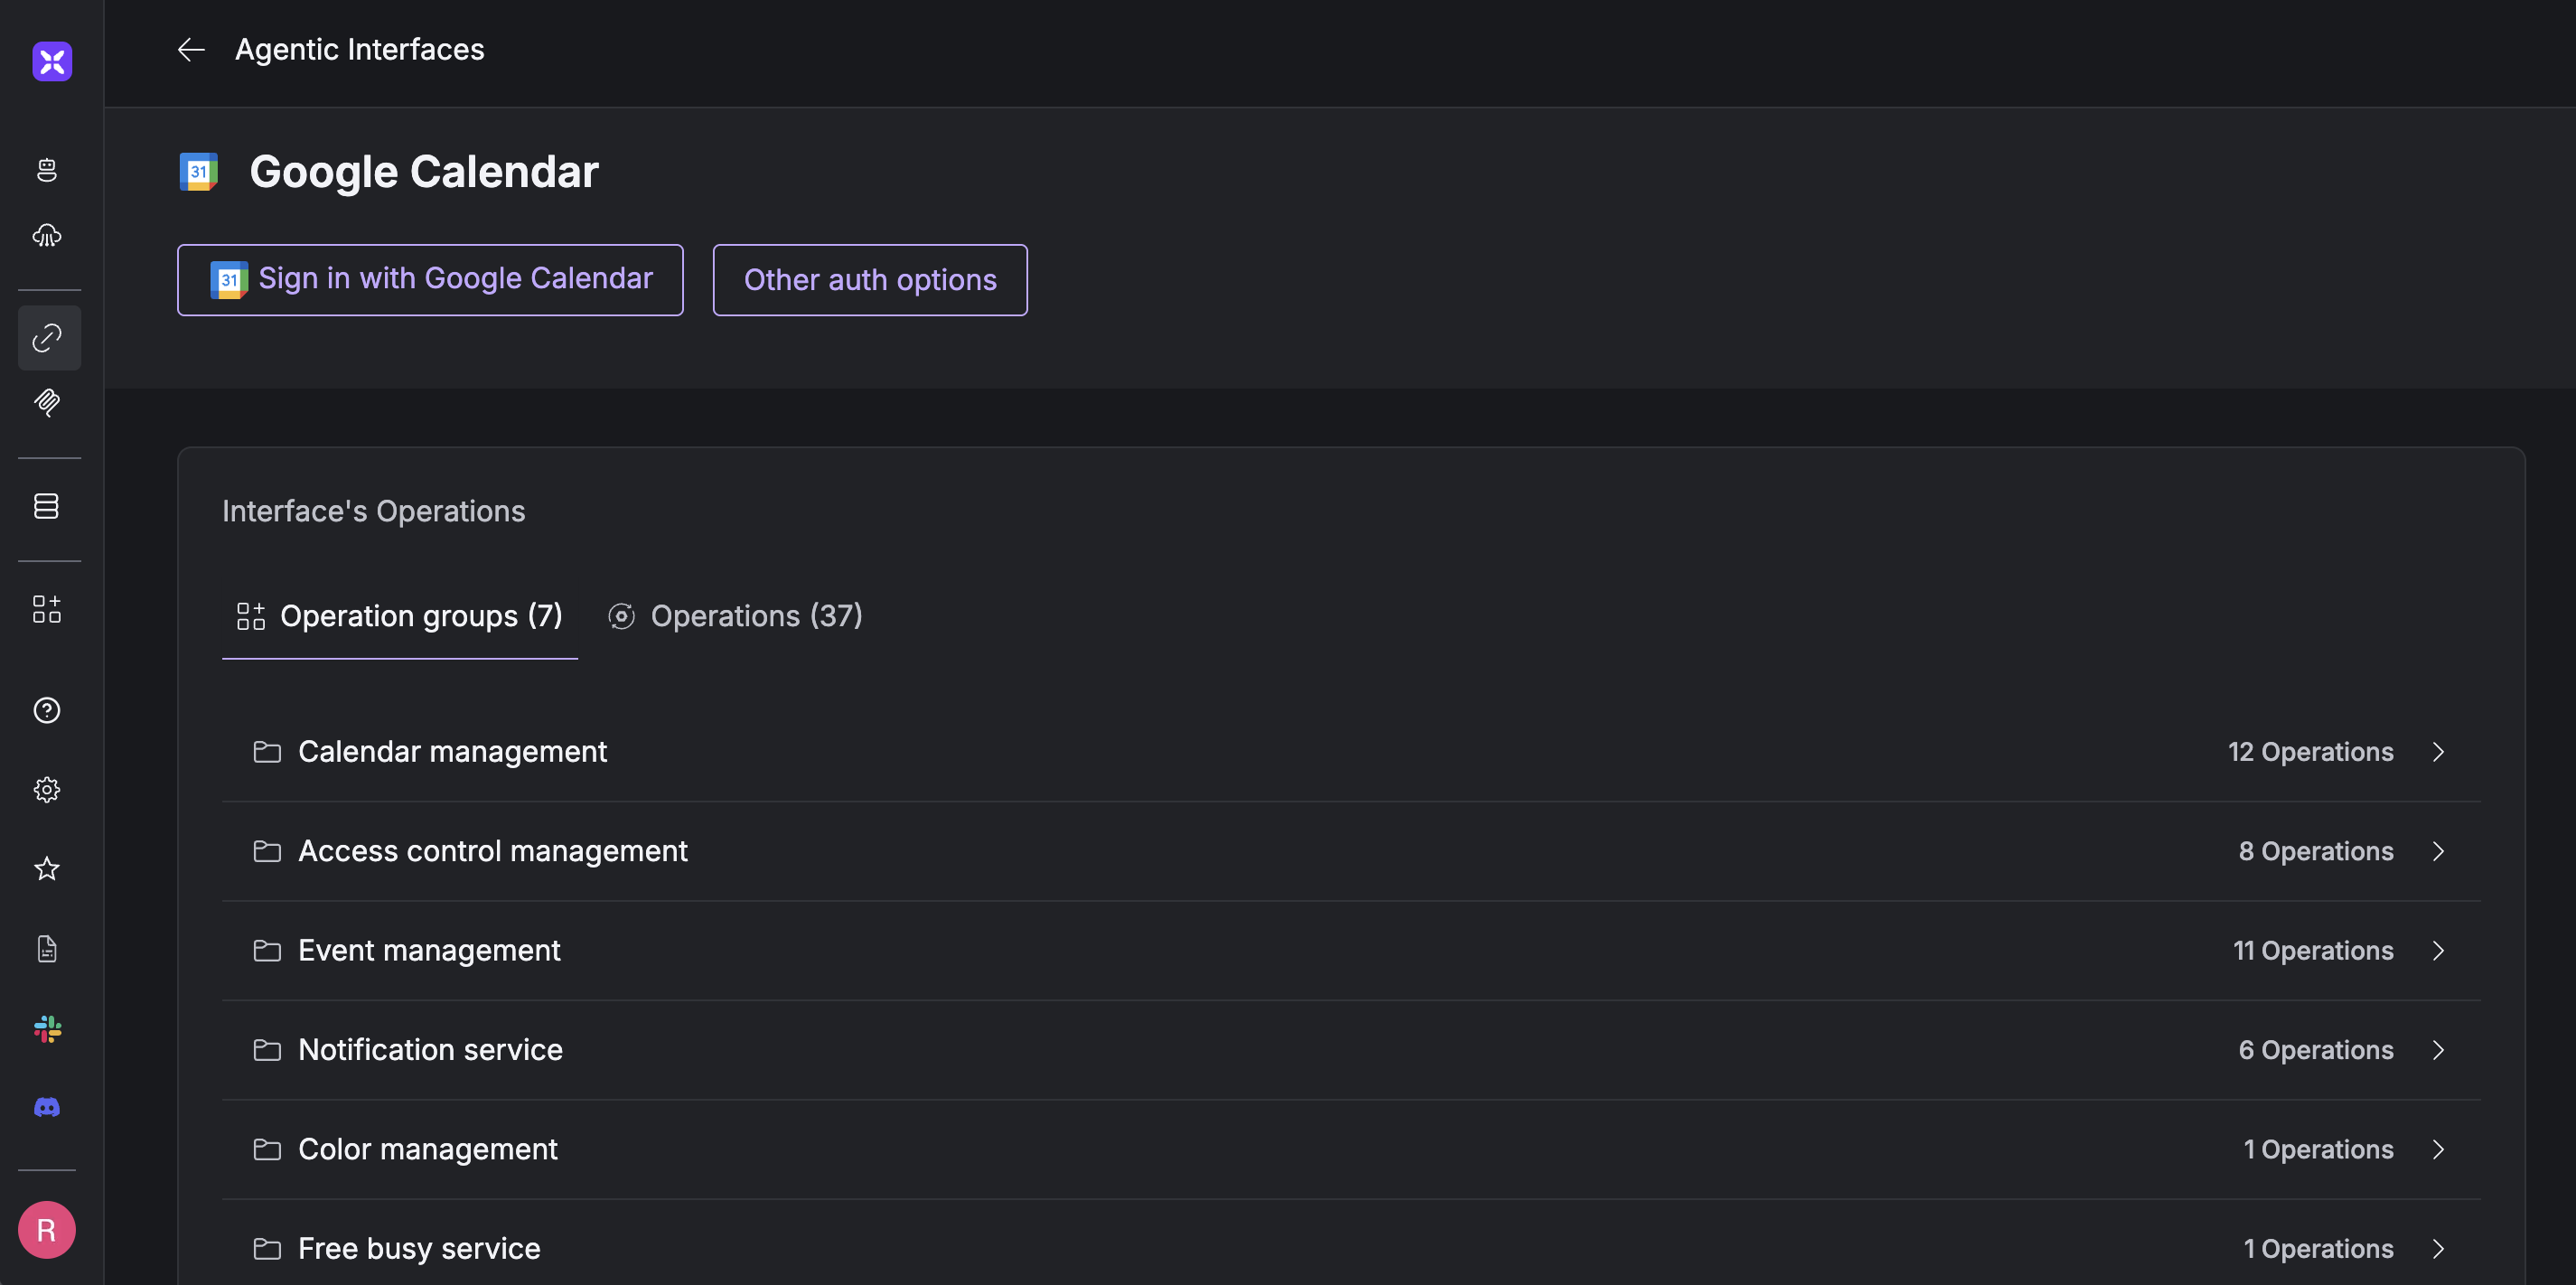 Agentic Interfaces
31 Google Calendar
31 Sign in with Google Calendar Other auth options
Interface's Operations
Operation groups (7) Operations (37)
Calendar management 12 Operations
Access control management 8 Operations
Event management 11 Operations
Notification service 6 Operations
Color management 1 Operations
Free busy service 1 Operations
R